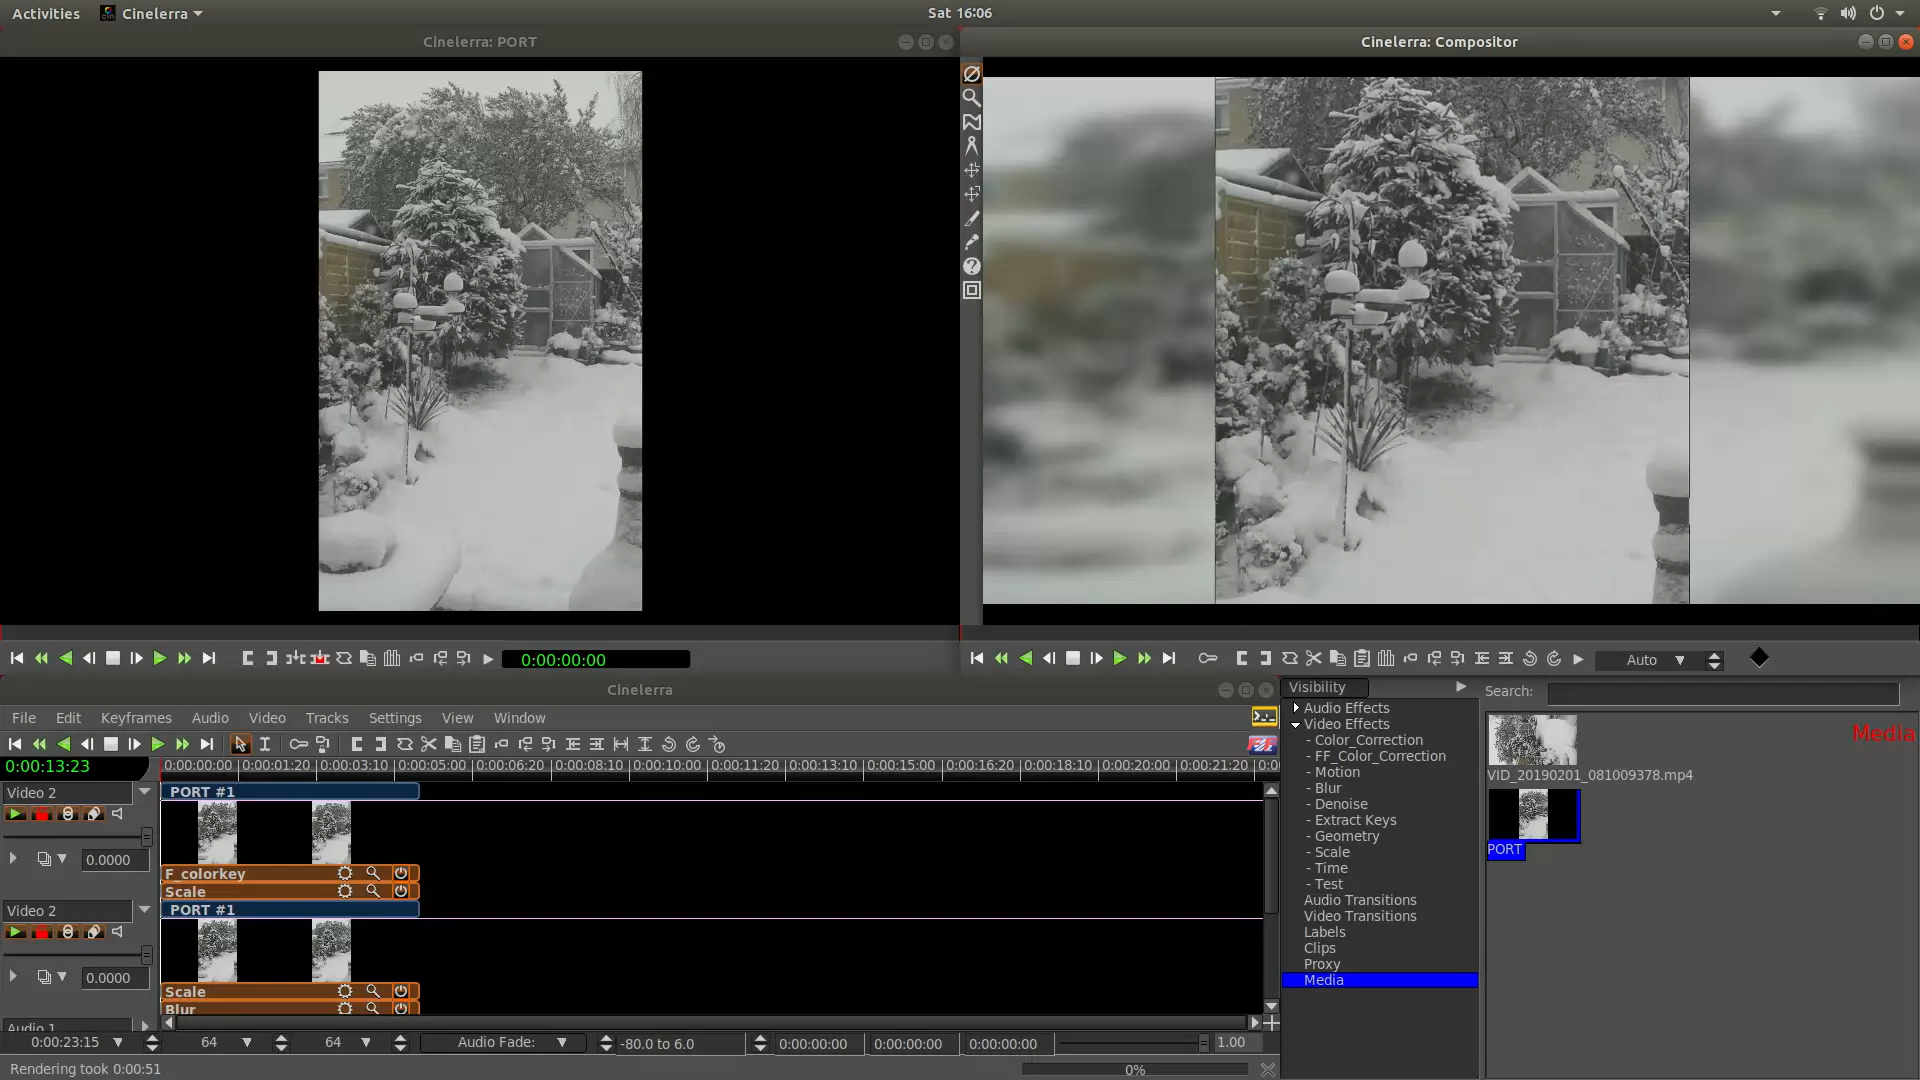 Activities
Cinelerra
Sat 16:06
Cinelerra: PORT
Cinelerra: Compositor
0:00:00:00
Auto
Cinelerra
File Edit Keyframes Audio Video Tracks Settings View Window
0:00:13:23
0:00:00:00 0:00:01:20 0:00:03:10 0:00:05:00 0:00:06:20 0:00:08:10 0:00:10:00 0:00:11:20 0:00:13:10 0:00:15:00 0:00:16:20 0:00:18:10 0:00:20:00 0:00:21:20 0:0
Video 2
PORT #1
0.0000
F_colorkey
Scale
Video 2
PORT #1
0.0000
Scale
Blur
Audio 1
0:00:23:15 64 64 Audio Fade: -80.0 to 6.0 0:00:00:00 0:00:00:00 0:00:00:00 1.00
Rendering took 0:00:51
0%
Visibility
Audio Effects
Video Effects
- Color_Correction
- FF_Color_Correction
- Motion
- Blur
- Denoise
- Extract Keys
- Geometry
- Scale
- Time
- Test
Audio Transitions
Video Transitions
Labels
Clips
Proxy
Media
Search:
Media
VID_20190201_081009378.mp4
PORT